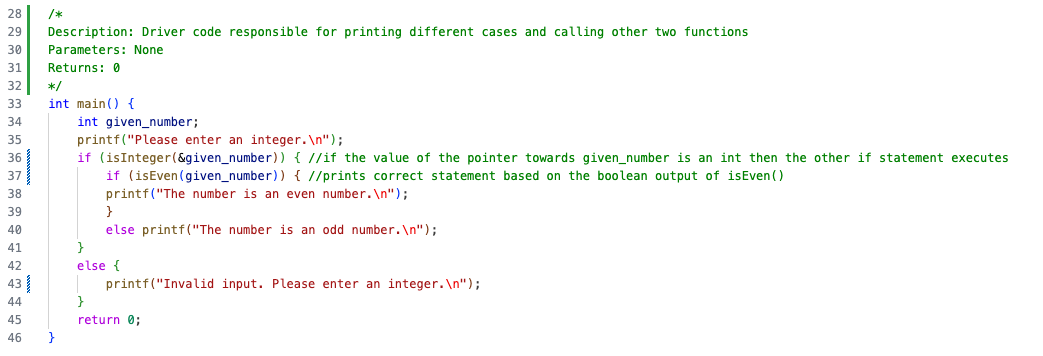 28 /*
29 Description: Driver code responsible for printing different cases and calling other two functions
30 Parameters: None
31 Returns: 0
32 */
33 int main() {
34     int given_number;
35     printf("Please enter an integer.\n");
36     if (isInteger(&given_number)) { //if the value of the pointer towards given_number is an int then the other if statement executes
37         if (isEven(given_number)) { //prints correct statement based on the boolean output of isEven()
38         printf("The number is an even number.\n");
39         }
40         else printf("The number is an odd number.\n");
41     }
42     else {
43         printf("Invalid input. Please enter an integer.\n");
44     }
45     return 0;
46 }